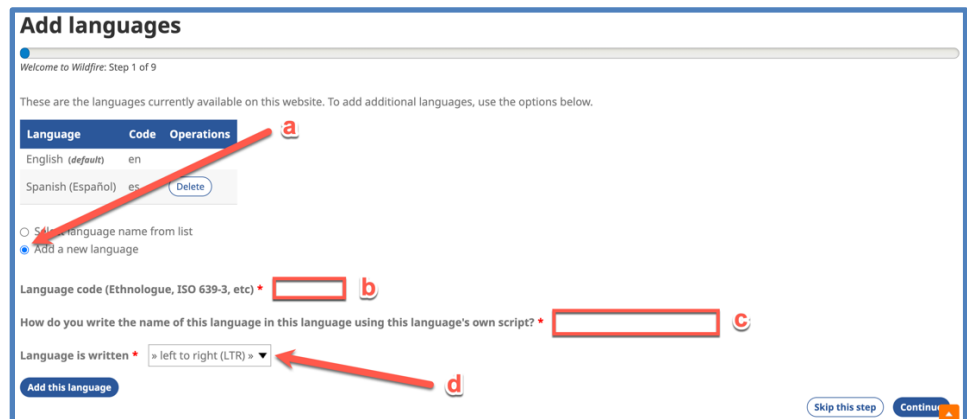 Add languages
Welcome to Wildfire: Step 1 of 9
These are the languages currently available on this website. To add additional languages, use the options below.
a
Language Code Operations
English (default) en
Spanish (Español) es Delete
Select language name from list
Add a new language
Language code (Ethnologue, ISO 639-3, etc) * b
How do you write the name of this language in this language using this language's own script? * c
Language is written * » left to right (LTR) » ▼
d
Add this language
Skip this step Continue